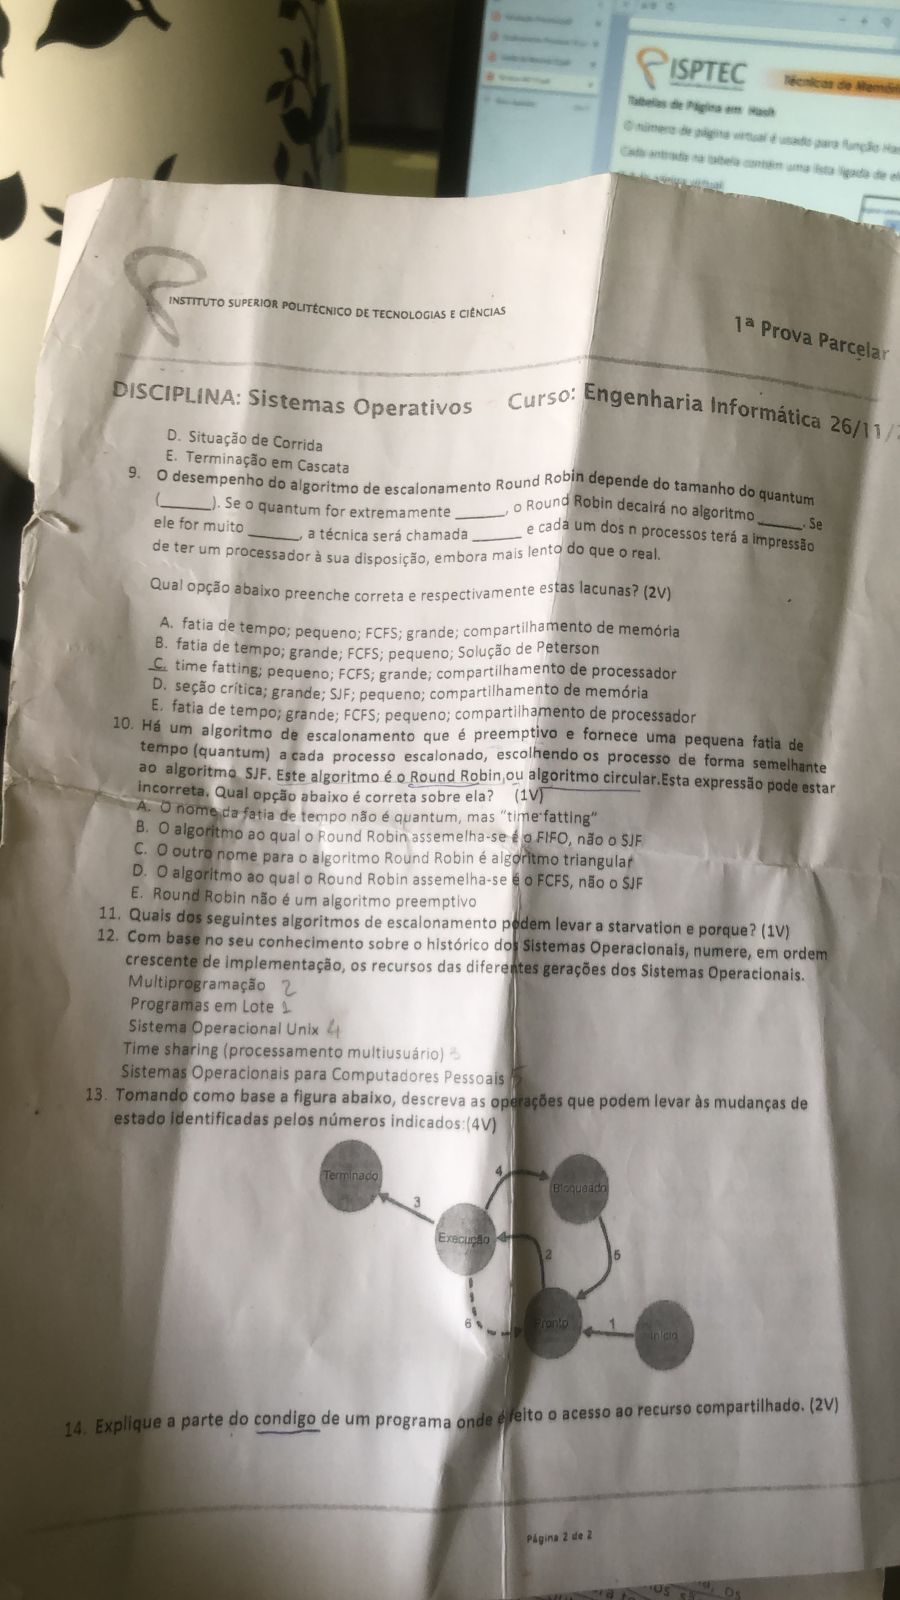 ISPTEC
Técnicas de Memóri
Tabelas de Página em Hash
O número de página virtual é usado para função Has
Cada entrada na tabela contém uma lista ligada de el
INSTITUTO SUPERIOR POLITÉCNICO DE TECNOLOGIAS E CIÊNCIAS
1ª Prova Parcelar
DISCIPLINA: Sistemas Operativos Curso: Engenharia Informática 26/11/2
D. Situação de Corrida
E. Terminação em Cascata
9. O desempenho do algoritmo de escalonamento Round Robin depende do tamanho do quantum
(______). Se o quantum for extremamente ______, o Round Robin decairá no algoritmo ______. Se
ele for muito ______, a técnica será chamada ______ e cada um dos n processos terá a impressão
de ter um processador à sua disposição, embora mais lento do que o real.
Qual opção abaixo preenche correta e respectivamente estas lacunas? (2V)
A. fatia de tempo; pequeno; FCFS; grande; compartilhamento de memória
B. fatia de tempo; grande; FCFS; pequeno; Solução de Peterson
C. time fatting; pequeno; FCFS; grande; compartilhamento de processador
D. seção crítica; grande; SJF; pequeno; compartilhamento de memória
E. fatia de tempo; grande; FCFS; pequeno; compartilhamento de processador
10. Há um algoritmo de escalonamento que é preemptivo e fornece uma pequena fatia de
tempo (quantum) a cada processo escalonado, escolhendo os processo de forma semelhante
ao algoritmo SJF. Este algoritmo é o Round Robin ou algoritmo circular.Esta expressão pode estar
incorreta. Qual opção abaixo é correta sobre ela? (1V)
A. O nome da fatia de tempo não é quantum, mas "time fatting"
B. O algoritmo ao qual o Round Robin assemelha-se é o FIFO, não o SJF
C. O outro nome para o algoritmo Round Robin é algoritmo triangular
D. O algoritmo ao qual o Round Robin assemelha-se é o FCFS, não o SJF
E. Round Robin não é um algoritmo preemptivo
11. Quais dos seguintes algoritmos de escalonamento podem levar a starvation e porque? (1V)
12. Com base no seu conhecimento sobre o histórico dos Sistemas Operacionais, numere, em ordem
crescente de implementação, os recursos das diferentes gerações dos Sistemas Operacionais.
Multiprogramação 2
Programas em Lote 1
Sistema Operacional Unix 4
Time sharing (processamento multiusuário) 3
Sistemas Operacionais para Computadores Pessoais 5
13. Tomando como base a figura abaixo, descreva as operações que podem levar às mudanças de
estado identificadas pelos números indicados:(4V)
Terminado
3
4
Bloqueado
Execução
2
5
6
Pronto
1
Início
14. Explique a parte do condigo de um programa onde é feito o acesso ao recurso compartilhado. (2V)
Página 2 de 2